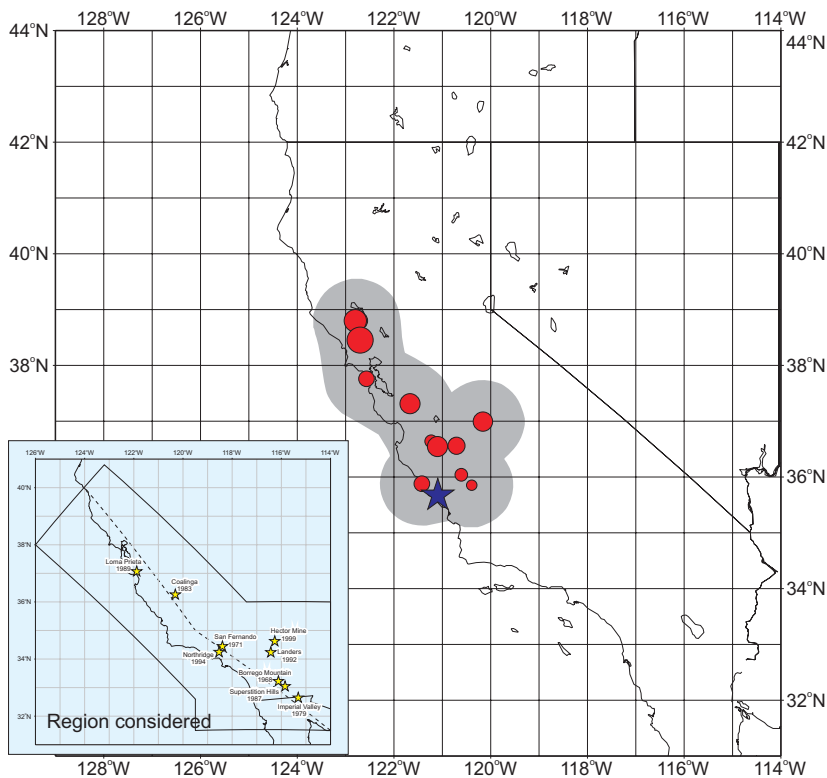 128°W 126°W 124°W 122°W 120°W 118°W 116°W 114°W
44°N 44°N
42°N 42°N
40°N 40°N
38°N 38°N
36°N
34°N
32°N
126°W 124°W 122°W 120°W 118°W 116°W 114°W
40°N
38°N
36°N
34°N
32°N
Loma Prieta
1989
Coalinga
1983
San Fernando
1971
Northridge
1994
Hector Mine
1999
Landers
1992
Borrego Mountain
1968
Superstition Hills
1987
Imperial Valley
1979
Region considered
128°W 126°W 124°W 122°W 120°W 118°W 116°W 114°W